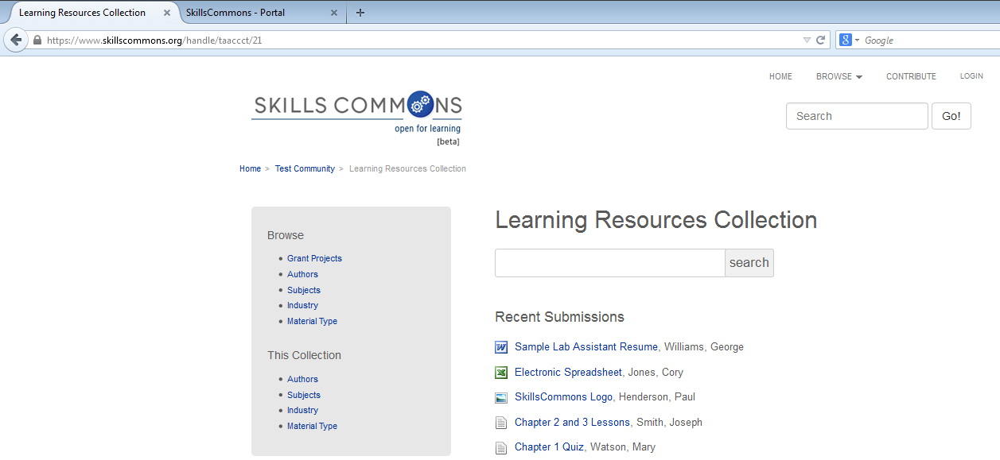 Learning Resources Collection × SkillsCommons - Portal × +
https://www.skillscommons.org/handle/taaccct/21 8 Google
HOME BROWSE CONTRIBUTE LOGIN
SKILLS COMMONS
open for learning
[beta]
Search Go!
Home > Test Community > Learning Resources Collection
Browse
• Grant Projects
• Authors
• Subjects
• Industry
• Material Type
This Collection
• Authors
• Subjects
• Industry
• Material Type
Learning Resources Collection
search
Recent Submissions
Sample Lab Assistant Resume, Williams, George
Electronic Spreadsheet, Jones, Cory
SkillsCommons Logo, Henderson, Paul
Chapter 2 and 3 Lessons, Smith, Joseph
Chapter 1 Quiz, Watson, Mary